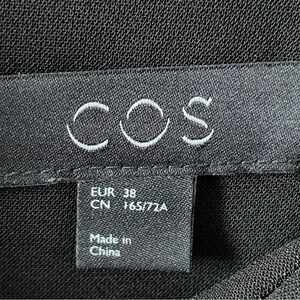 COS
EUR 38
CN 165/72A
Made in
China